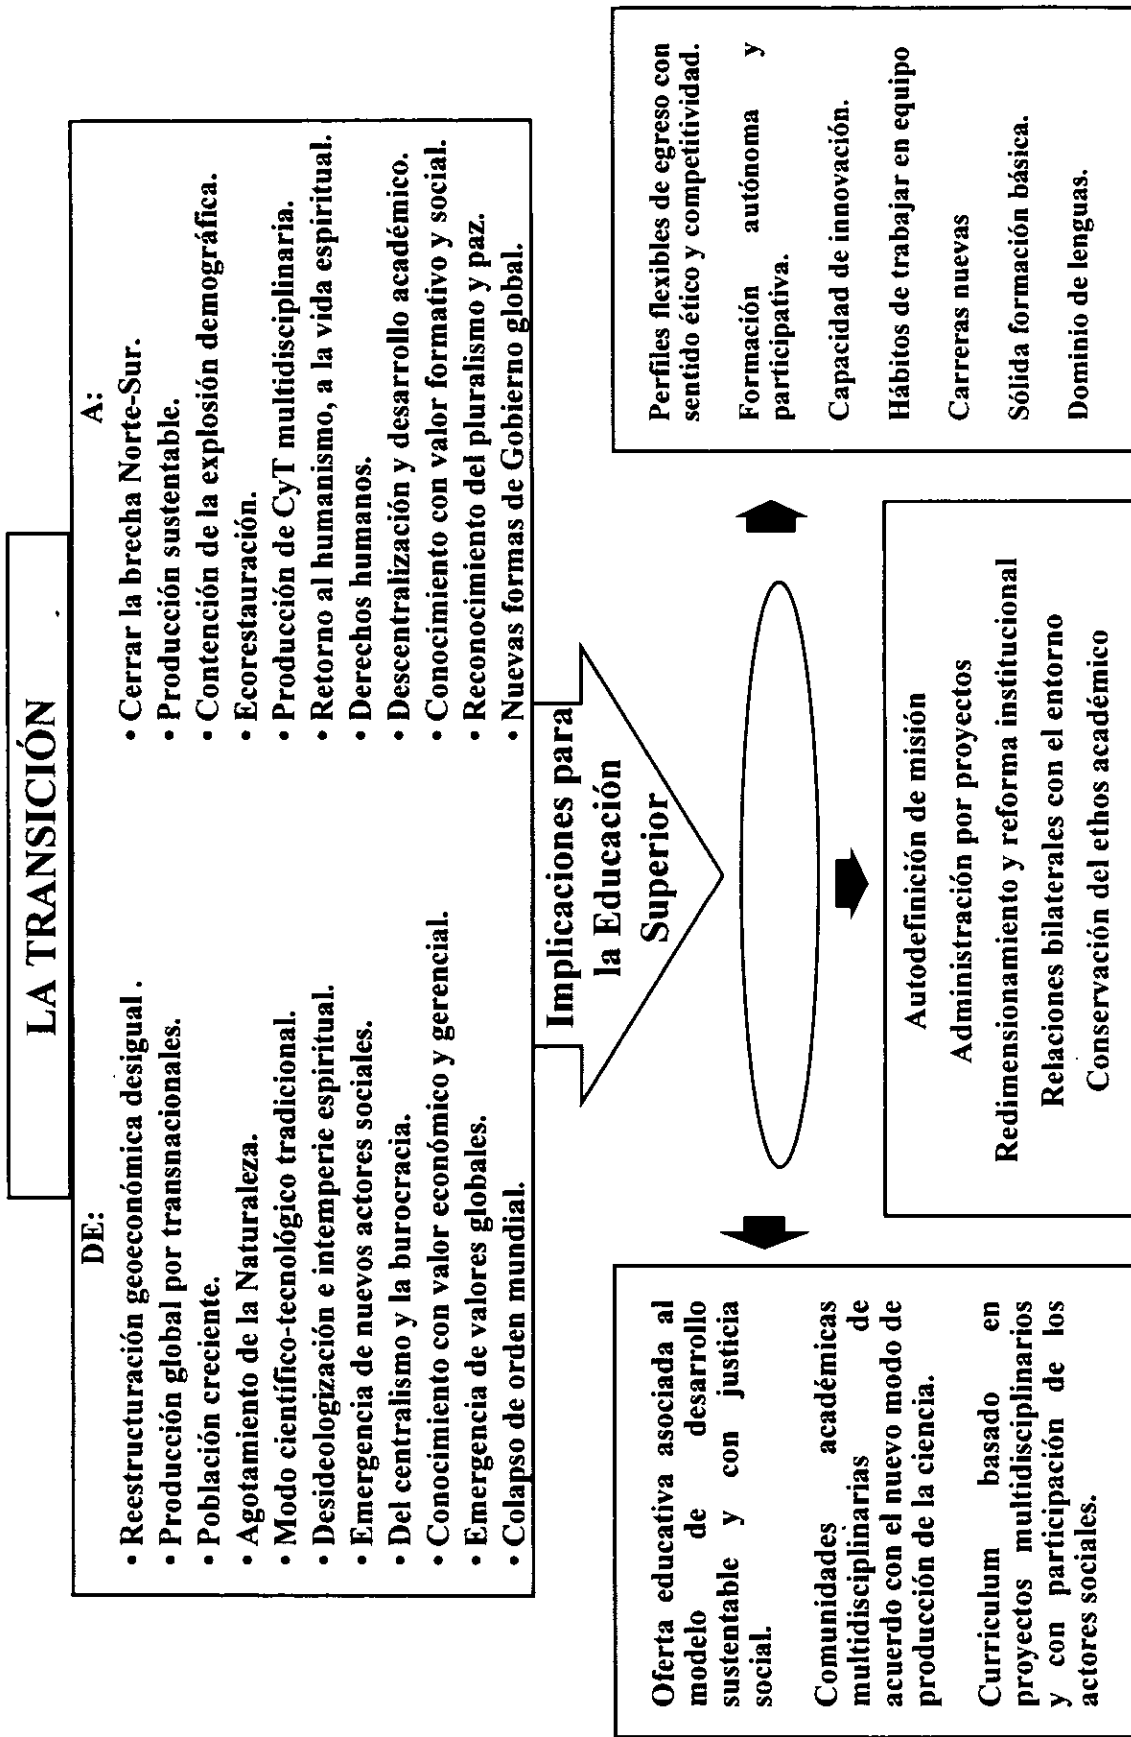 LA TRANSICIÓN
DE:
• Reestructuración geoeconómica desigual .
• Producción global por transnacionales.
• Población creciente.
• Agotamiento de la Naturaleza.
• Modo científico-tecnológico tradicional.
• Desideologización e intemperie espiritual.
• Emergencia de nuevos actores sociales.
• Del centralismo y la burocracia.
• Conocimiento con valor económico y gerencial.
• Emergencia de valores globales.
• Colapso de orden mundial.
A:
• Cerrar la brecha Norte-Sur.
• Producción sustentable.
• Contención de la explosión demográfica.
• Ecorestauración.
• Producción de CyT multidisciplinaria.
• Retorno al humanismo, a la vida espiritual.
• Derechos humanos.
• Descentralización y desarrollo académico.
• Conocimiento con valor formativo y social.
• Reconocimiento del pluralismo y paz.
• Nuevas formas de Gobierno global.
Implicaciones para
la Educación
Superior
Oferta educativa asociada al
modelo de desarrollo
sustentable y con justicia
social.
Comunidades académicas
multidisciplinarias de
acuerdo con el nuevo modo de
producción de la ciencia.
Curriculum basado en
proyectos multidisciplinarios
y con participación de los
actores sociales.
Autodefinición de misión
Administración por proyectos
Redimensionamiento y reforma institucional
Relaciones bilaterales con el entorno
Conservación del ethos académico
Perfiles flexibles de egreso con
sentido ético y competitividad.
Formación autónoma y
participativa.
Capacidad de innovación.
Hábitos de trabajar en equipo
Carreras nuevas
Sólida formación básica.
Dominio de lenguas.